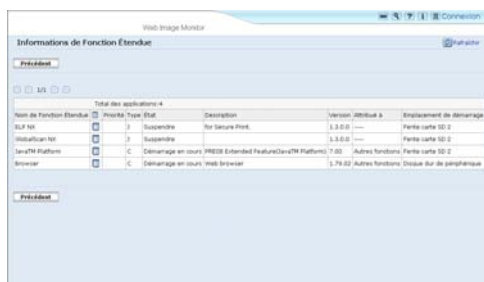 Connexion
Web Image Monitor
Informations de Fonction Étendue
Rafraîchir
Précédent
1/1
Total des applications:4
Nom de Fonction Étendue Priorité Type État Description Version Attribué à Emplacement de démarrage
ELP NX J Suspendre for Secure Print. 1.3.0.0 ---- Fente carte SD 2
GlobalScan NX J Suspendre 1.3.0.0 ---- Fente carte SD 2
JavaTM Platform C Démarrage en cours Extended Feature(JavaTM Platform) 7.00 Autres fonctions Fente carte SD 2
Browser C Démarrage en cours Web browser 1.79.02 Autres fonctions Disque dur de périphérique
Précédent